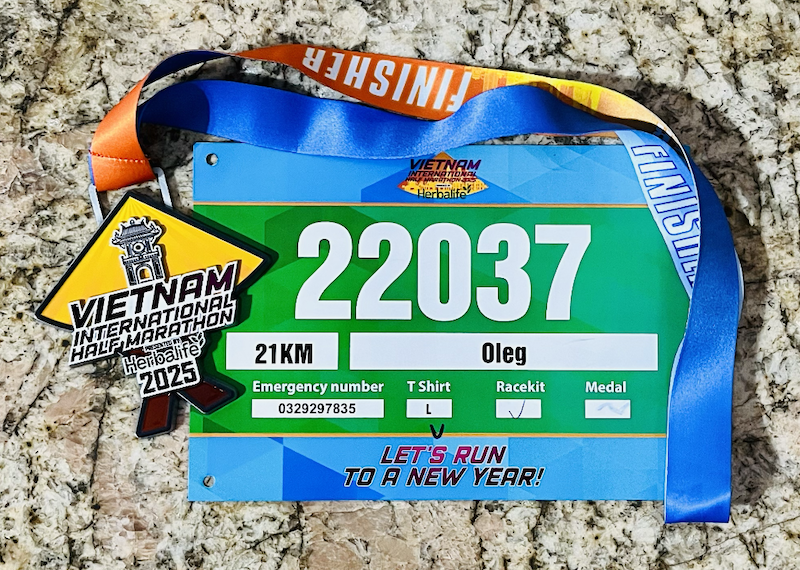 FINISHER
FINISHER
VIETNAM
INTERNATIONAL
HALF MARATHON 2025
Herbalife
22037
VIETNAM
INTERNATIONAL
HALF MARATHON
Herbalife
2025
21KM
Oleg
Emergency number T Shirt Racekit Medal
0329297835 L
LET'S RUN
TO A NEW YEAR!